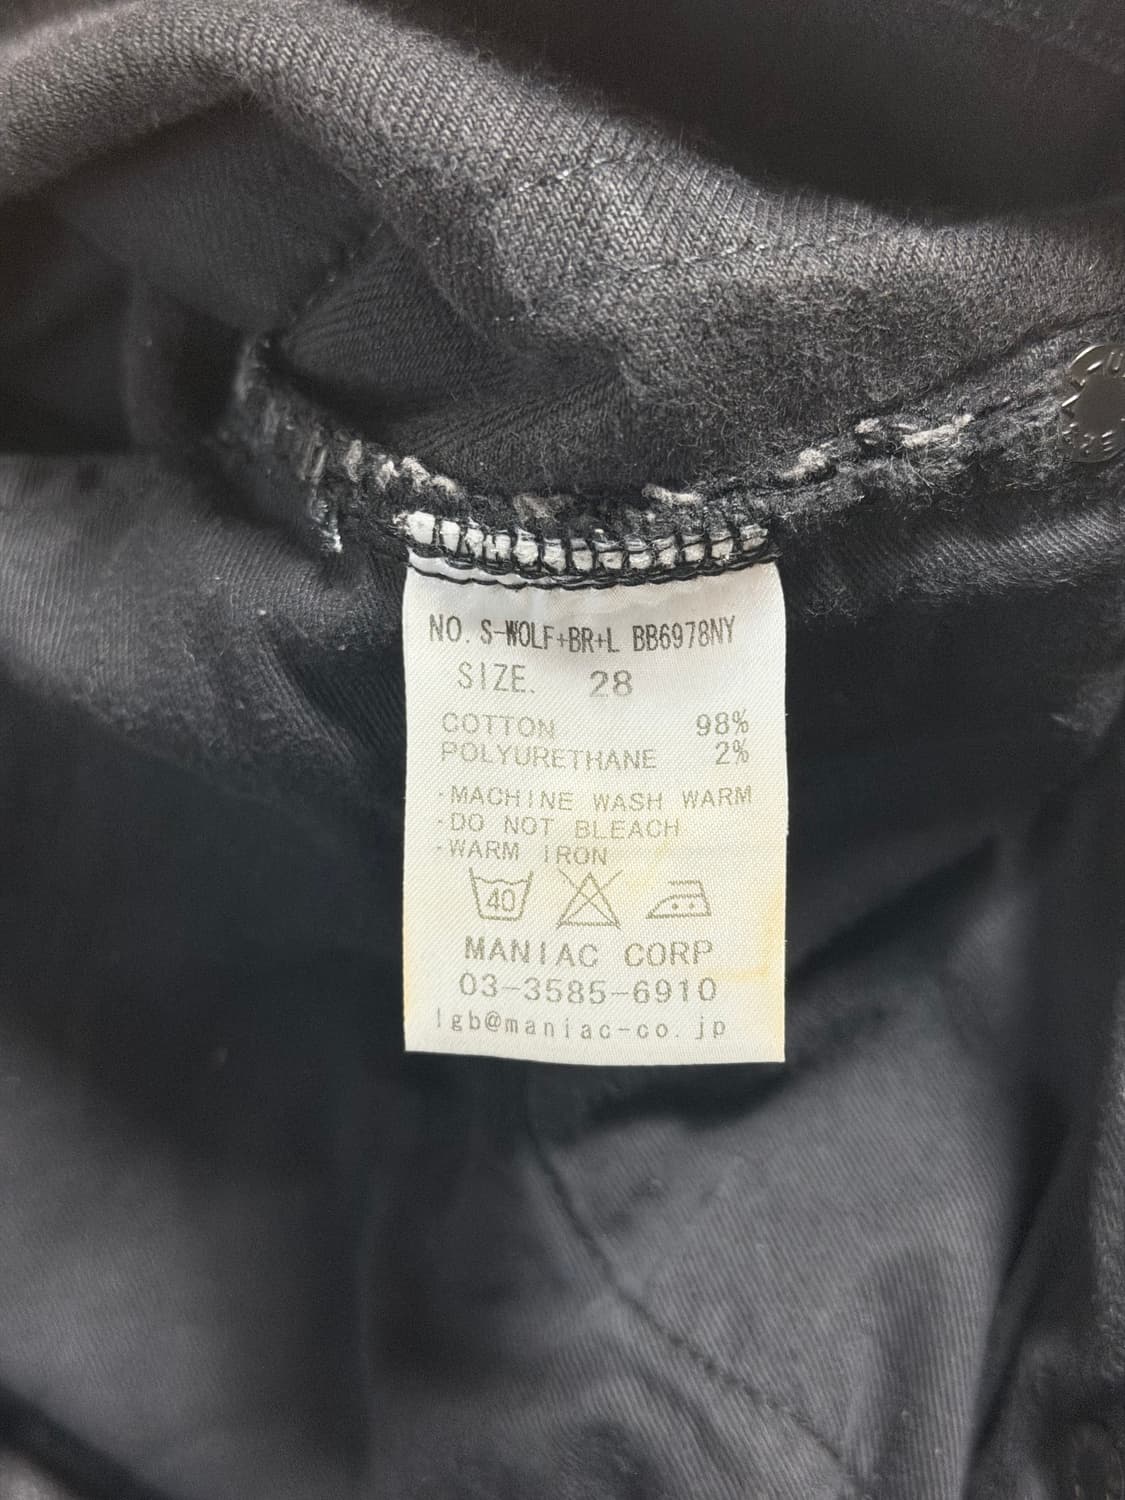 NO. S-WOLF+BR+L BB6978NY
SIZE. 28
COTTON 98%
POLYURETHANE 2%
·MACHINE WASH WARM
·DO NOT BLEACH
·WARM IRON
40
MANIAC CORP
03-3585-6910
lgb@maniac-co.jp